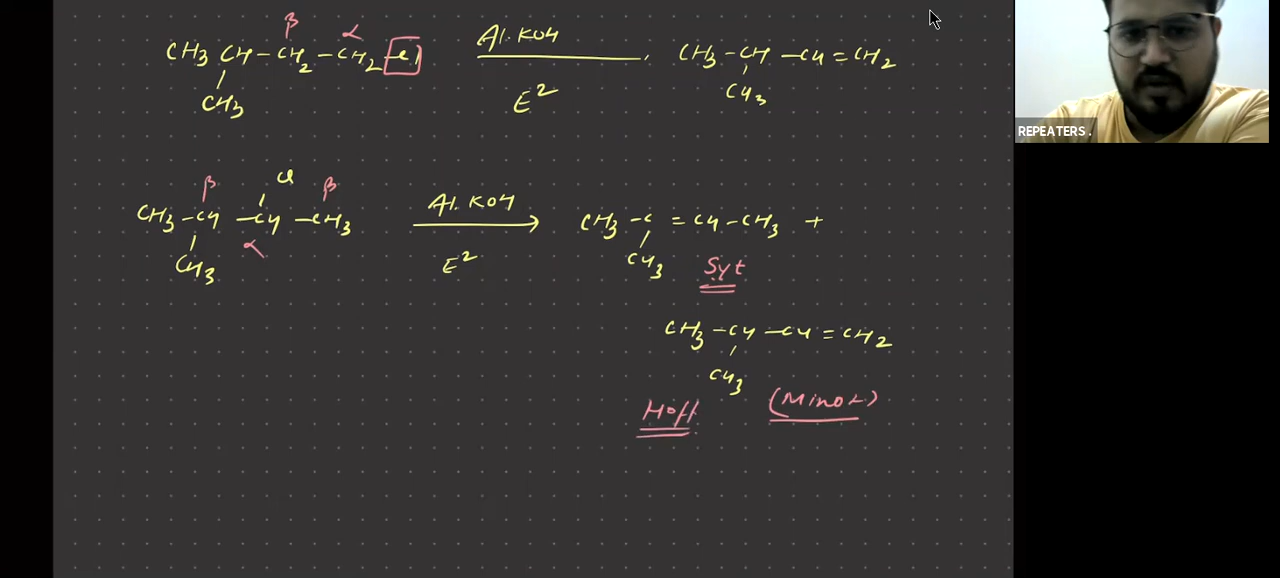 β α
CH3 CH – CH2 – CH2 – Cl Al. KOH CH3 – CH – CH = CH2
CH3 E2 CH3
REPEATERS .
β Cl β
CH3 – CH – CH – CH3 Al. KOH CH3 – C = CH – CH3 +
CH3 α E2 CH3 Syt
CH3 – CH – CH = CH2
CH3
Hoff (Minor)